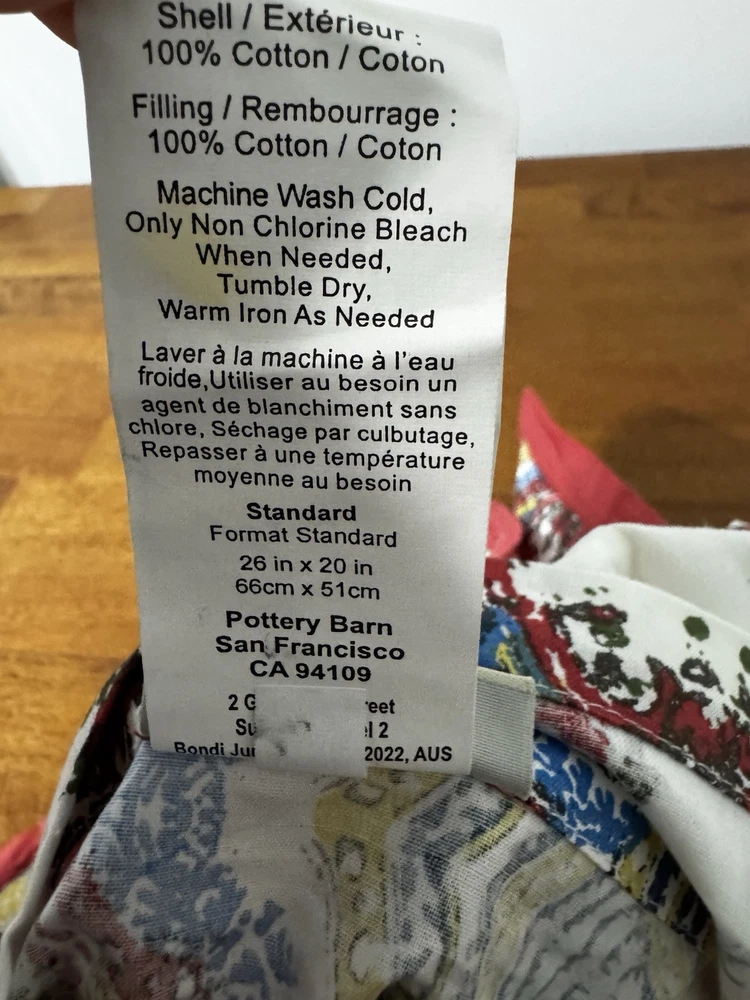 Shell / Extérieur :
100% Cotton / Coton
Filling / Rembourrage :
100% Cotton / Coton
Machine Wash Cold,
Only Non Chlorine Bleach
When Needed,
Tumble Dry,
Warm Iron As Needed
Laver à la machine à l'eau
froide,Utiliser au besoin un
agent de blanchiment sans
chlore, Séchage par culbutage,
Repasser à une température
moyenne au besoin
Standard
Format Standard
26 in x 20 in
66cm x 51cm
Pottery Barn
San Francisco
CA 94109
2
2
Bondi 2022, AUS